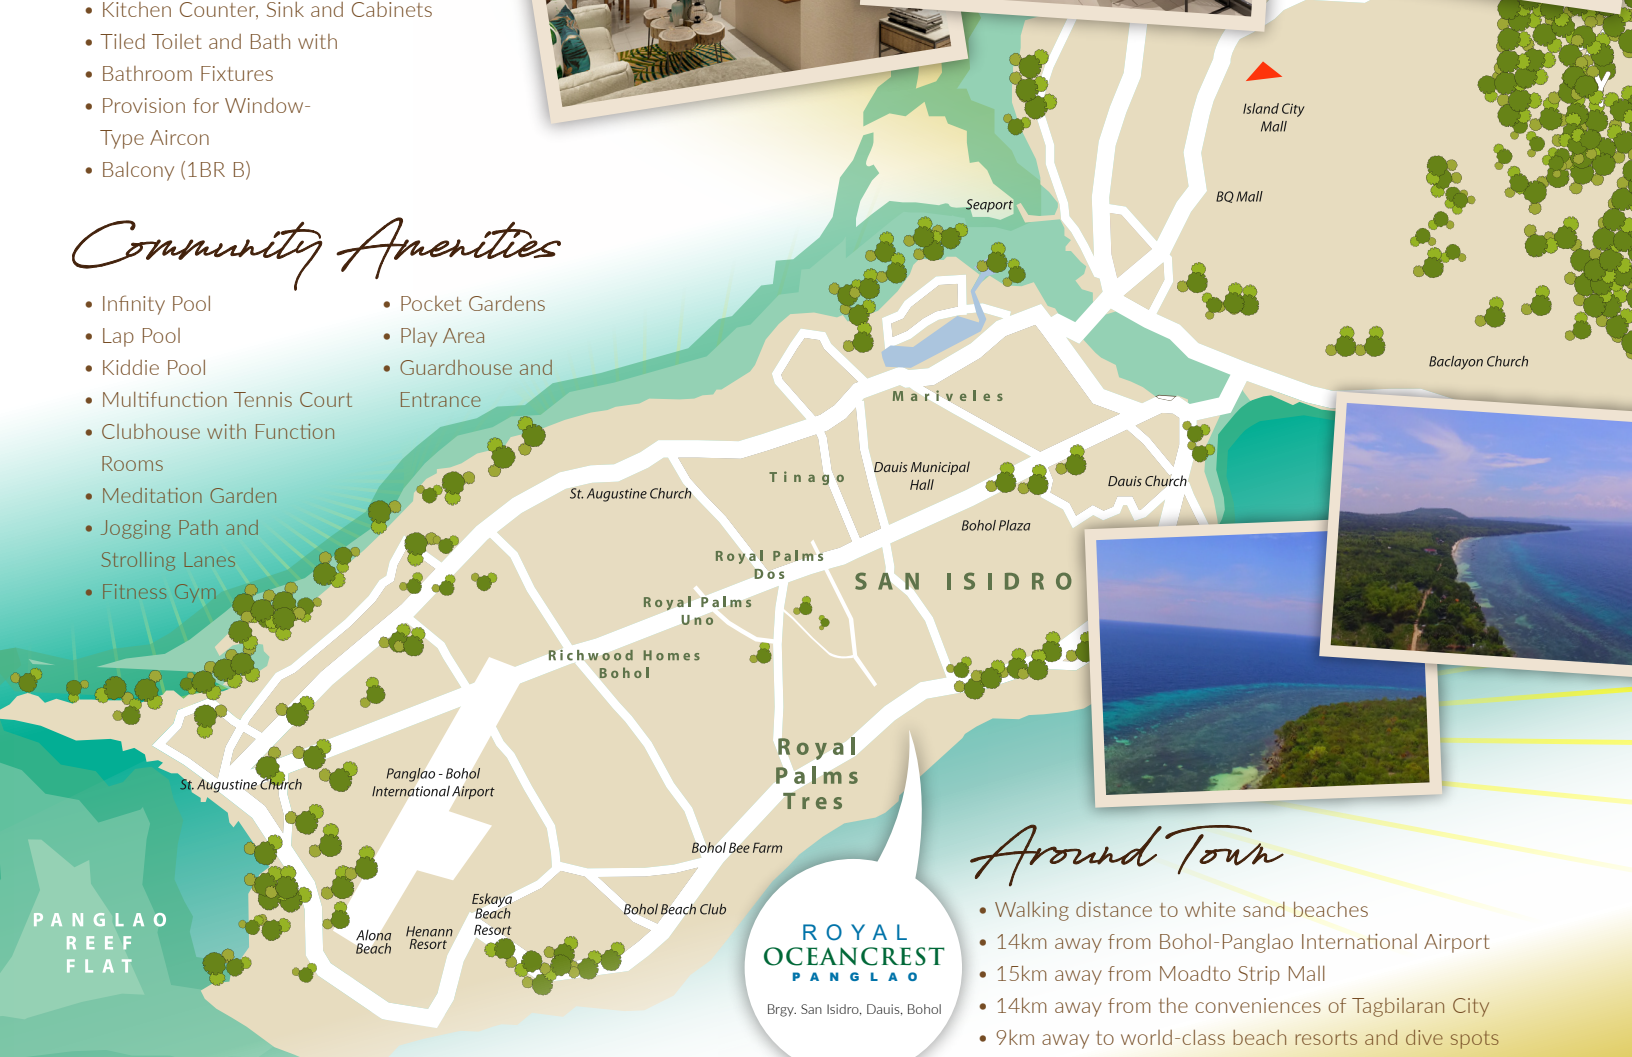 • Kitchen Counter, Sink and Cabinets
• Tiled Toilet and Bath with
• Bathroom Fixtures
• Provision for Window-
Type Aircon
• Balcony (1BR B)
Community Amenities
• Infinity Pool
• Lap Pool
• Kiddie Pool
• Multifunction Tennis Court
• Clubhouse with Function
Rooms
• Meditation Garden
• Jogging Path and
Strolling Lanes
• Fitness Gym
• Pocket Gardens
• Play Area
• Guardhouse and
Entrance
Island City
Mall
BQ Mall
Seaport
Baclayon Church
Mariveles
Tinago
Dauis Municipal
Hall
Dauis Church
St. Augustine Church
Bohol Plaza
Royal Palms
Dos
SAN ISIDRO
Royal Palms
Uno
Richwood Homes
Bohol
Royal
Palms
Tres
St. Augustine Church
Panglao - Bohol
International Airport
Bohol Bee Farm
Eskaya
Beach
Resort
Bohol Beach Club
Alona
Beach
Henann
Resort
PANGLAO
REEF
FLAT
ROYAL
OCEANCREST
PANGLAO
Brgy. San Isidro, Dauis, Bohol
Around Town
• Walking distance to white sand beaches
• 14km away from Bohol-Panglao International Airport
• 15km away from Moadto Strip Mall
• 14km away from the conveniences of Tagbilaran City
• 9km away to world-class beach resorts and dive spots